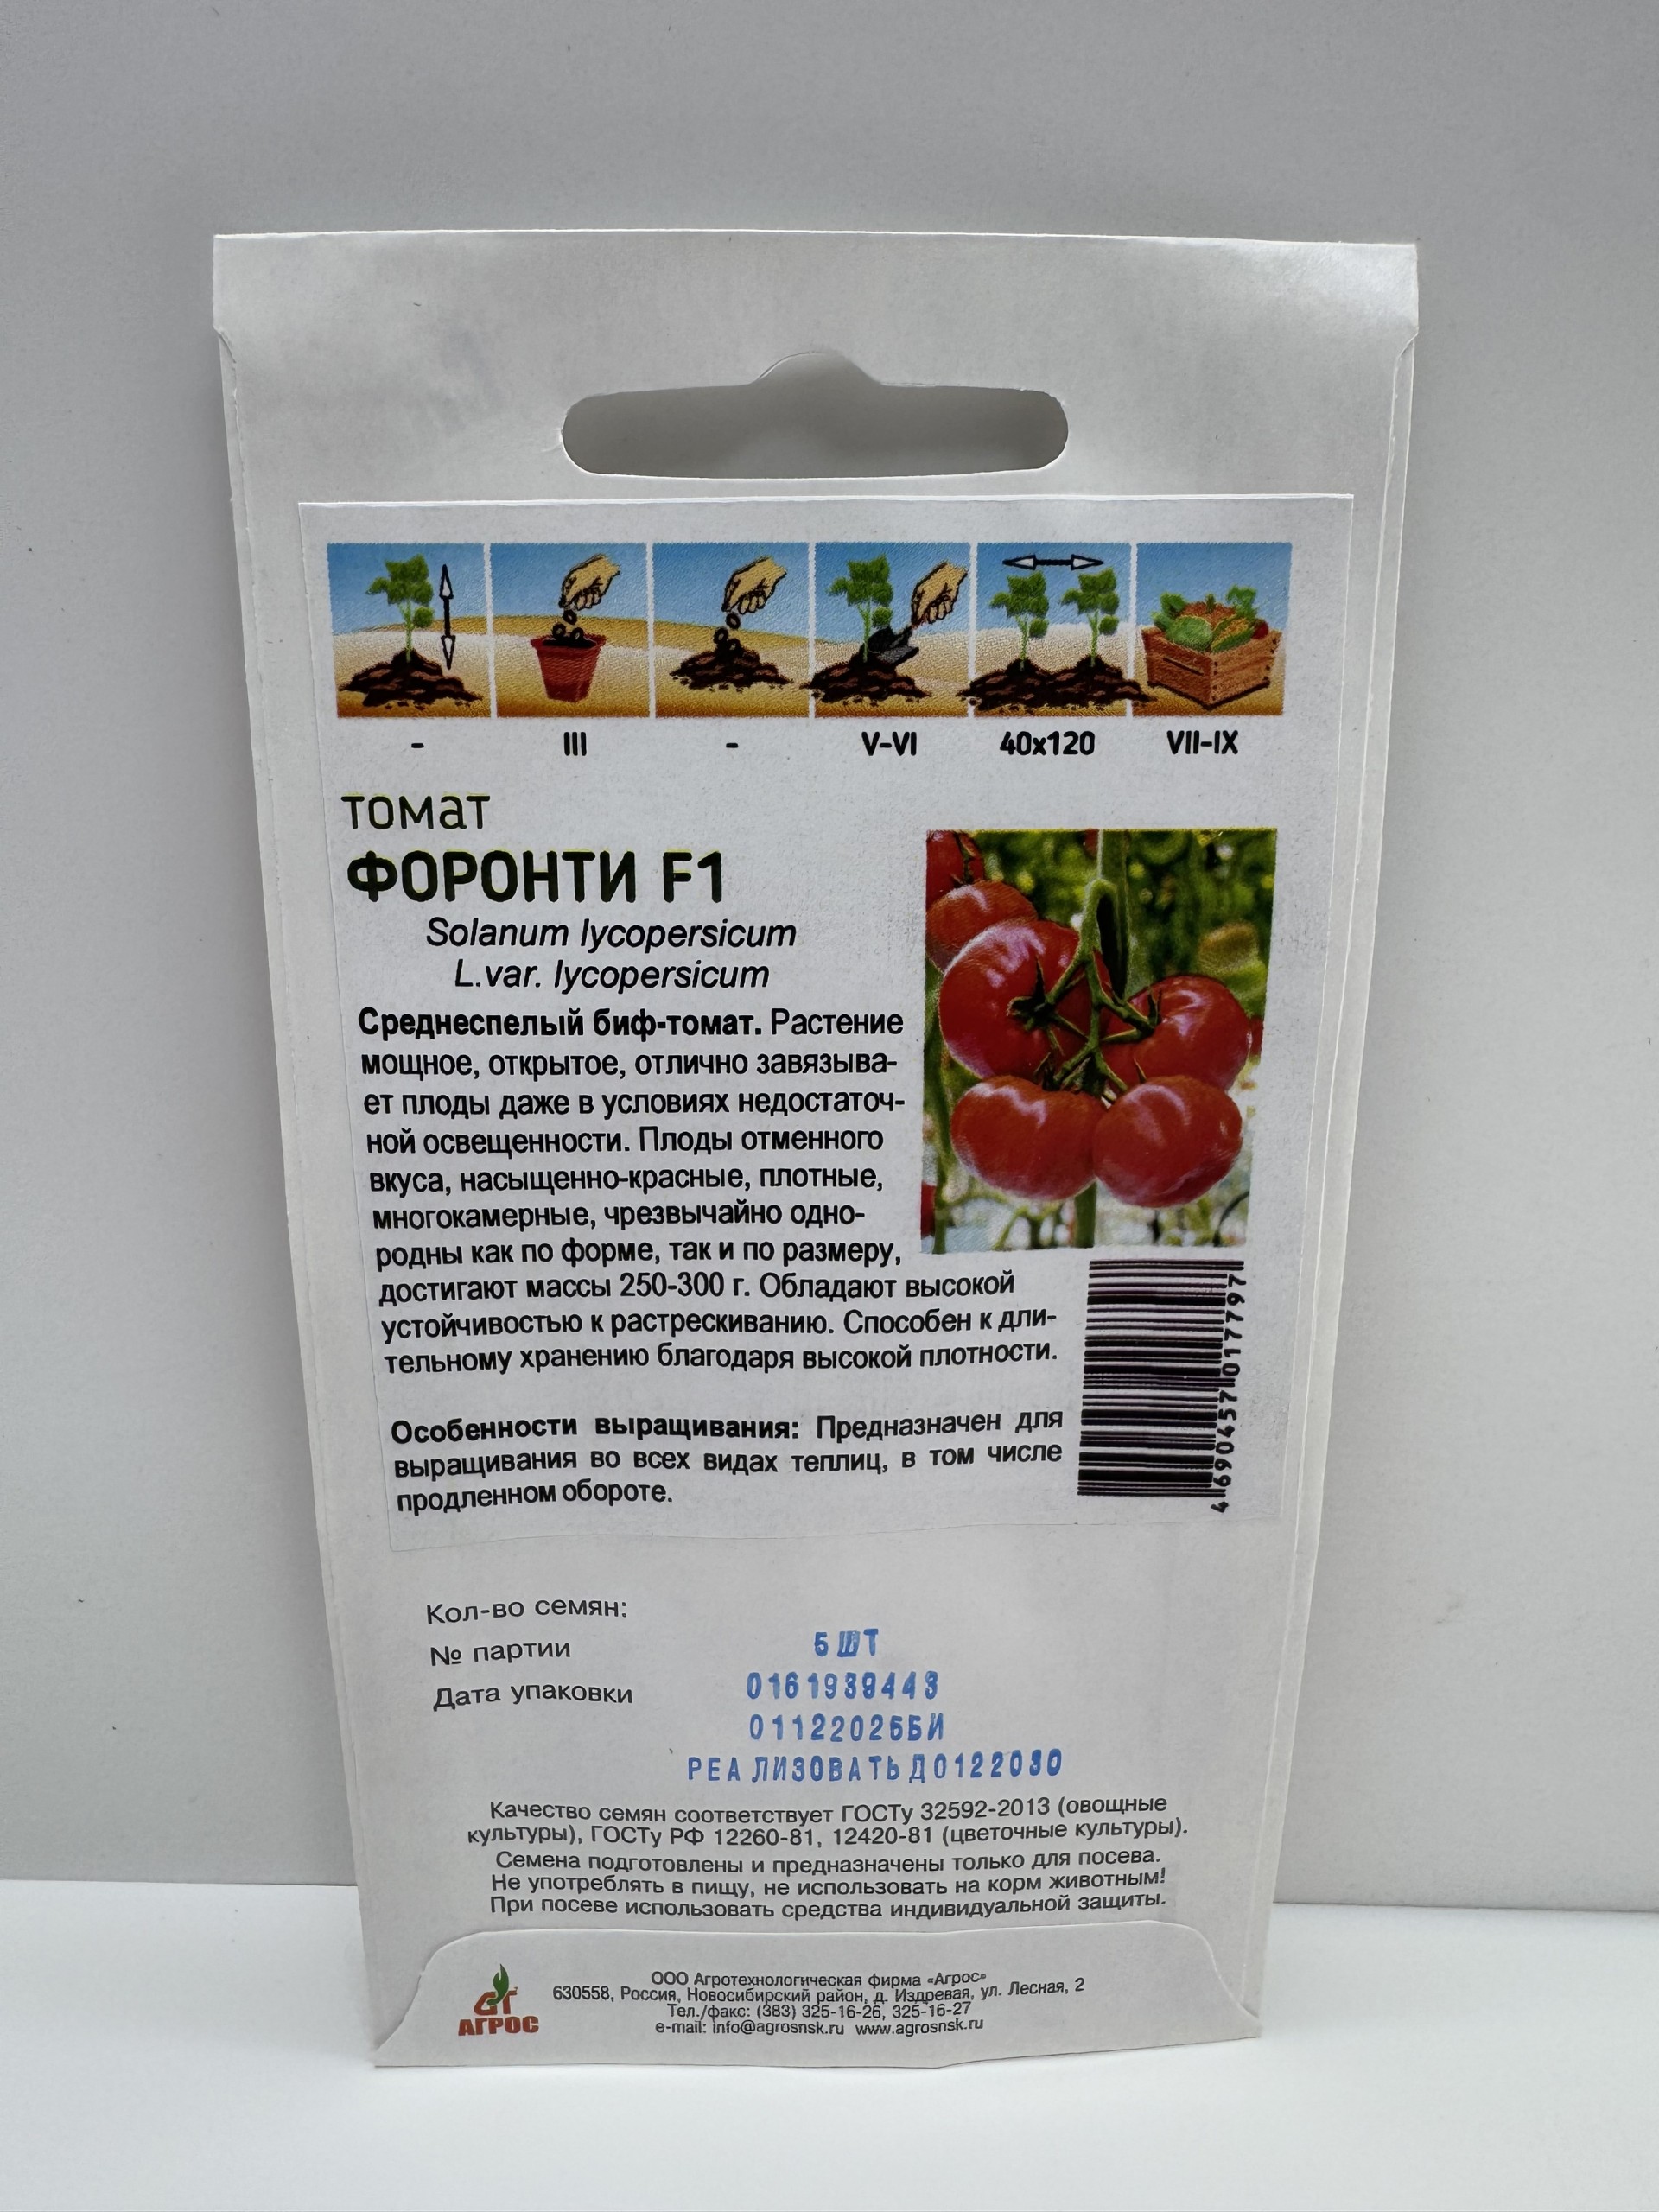 -
III
-
V-VI
40x120
VII-IX
томат
ФОРОНТИ F1
Solanum lycopersicum
L.var. lycopersicum
Среднеспелый биф-томат. Растение
мощное, открытое, отлично завязыва-
ет плоды даже в условиях недостаточ-
ной освещенности. Плоды отменного
вкуса, насыщенно-красные, плотные,
многокамерные, чрезвычайно одно-
родны как по форме, так и по размеру,
достигают массы 250-300 г. Обладают высокой
устойчивостью к растрескиванию. Способен к дли-
тельному хранению благодаря высокой плотности.
Особенности выращивания: Предназначен для
выращивания во всех видах теплиц, в том числе
продленном обороте.
4690457017797
Кол-во семян:
№ партии
Дата упаковки
5 ШТ
0161939443
01122026БИ
РЕАЛИЗОВАТЬ Д0122030
Качество семян соответствует ГОСТу 32592-2013 (овощные
культуры), ГОСТу РФ 12260-81, 12420-81 (цветочные культуры).
Семена подготовлены и предназначены только для посева.
Не употреблять в пищу, не использовать на корм животным!
При посеве использовать средства индивидуальной защиты.
АГРОС
ООО Агротехнологическая фирма «Агрос»
630558, Россия, Новосибирский район, д. Издревая, ул. Лесная, 2
Тел./факс: (383) 325-16-26, 325-16-27
e-mail: info@agrosnsk.ru www.agrosnsk.ru